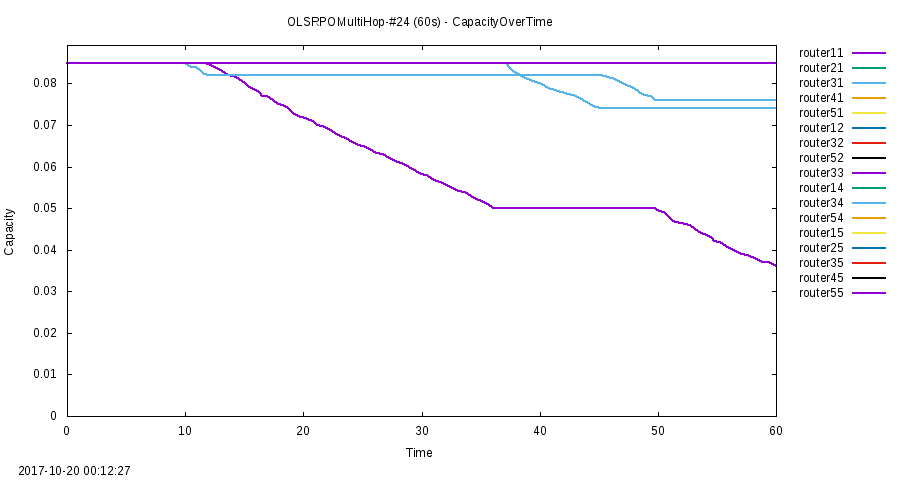 OLSRPOMultiHop-#24 (60s) - CapacityOverTime
router11
router21
router31
router41
router51
router12
router32
router52
router33
router14
router34
router54
router15
router25
router35
router45
router55
0.08
0.07
0.06
0.05
0.04
0.03
0.02
0.01
0
Capacity
0 10 20 30 40 50 60
Time
2017-10-20 00:12:27